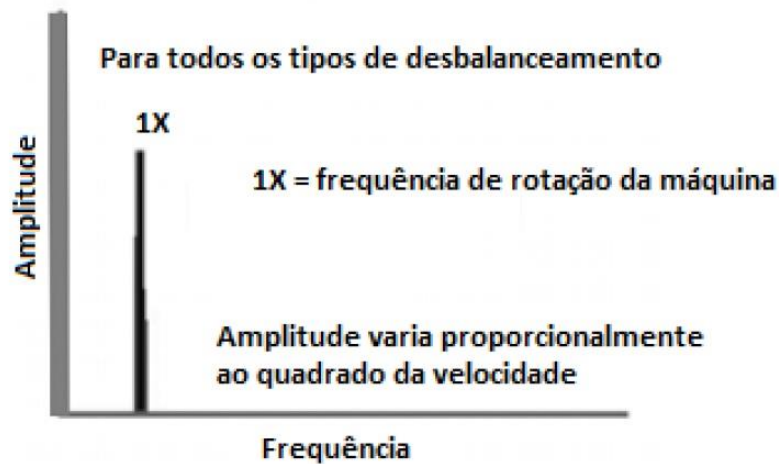 Para todos os tipos de desbalanceamento
1X
1X = frequência de rotação da máquina
Amplitude
Amplitude varia proporcionalmente
ao quadrado da velocidade
Frequência